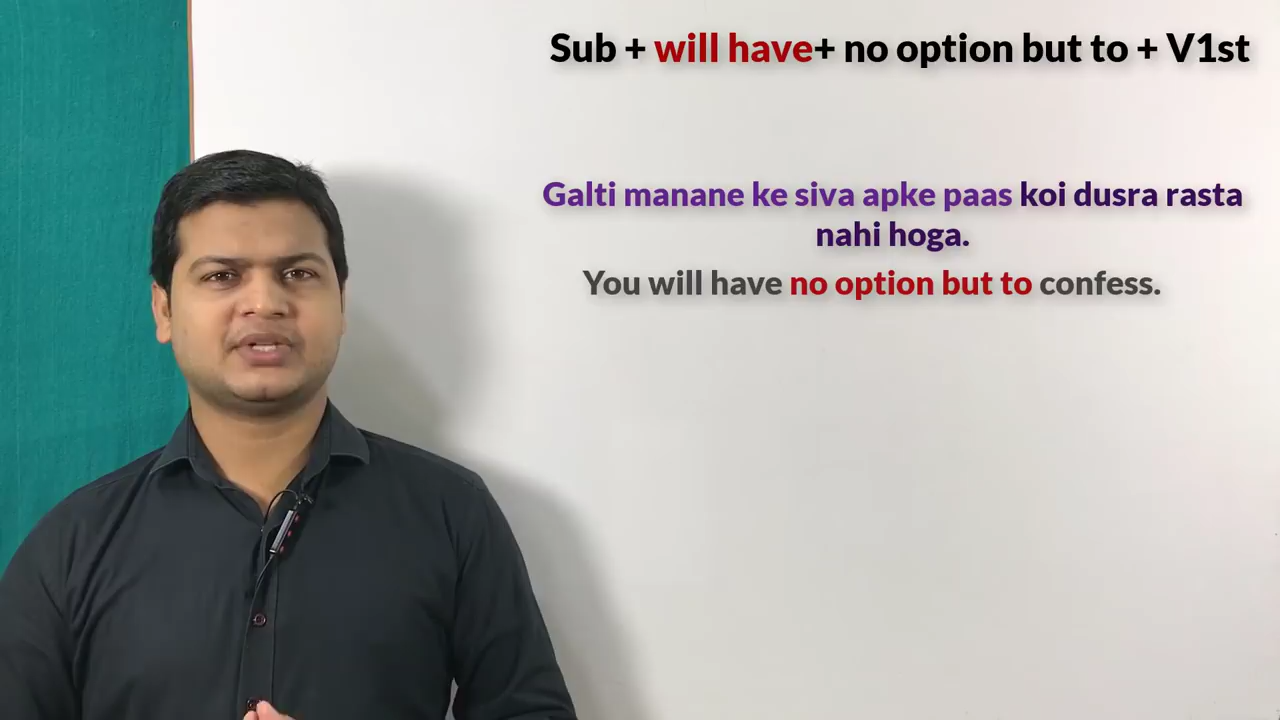 Sub + will have+ no option but to + V1st
Galti manane ke siva apke paas koi dusra rasta
nahi hoga.
You will have no option but to confess.